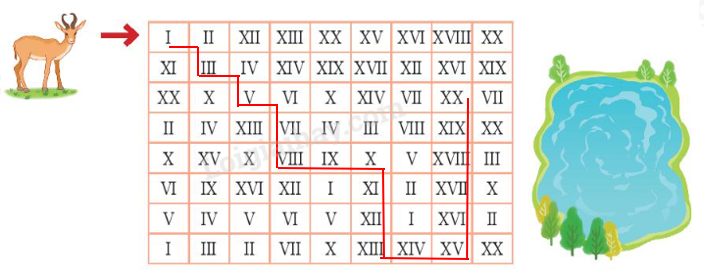 I II XII XIII XX XV XVI XVIII XX
XI III IV XIV XIX XVII XII XVI XIX
XX X V VI X XIV VII XX VII
II IV XIII VII IV III VIII XIX XX
X XV X VIII IX X V XVIII III
VI IX XVI XII I XI II XVII X
V IV V VI V XII I XVI II
I III II VII X XIII XIV XV XX
Loigiaihay.com